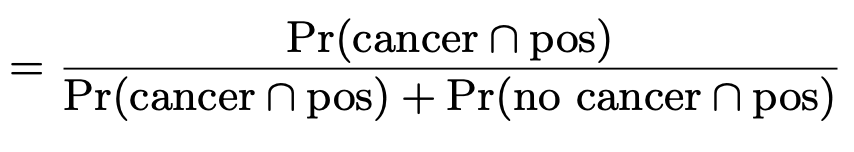 = Pr(cancer ∩ pos)
Pr(cancer ∩ pos) + Pr(no cancer ∩ pos)